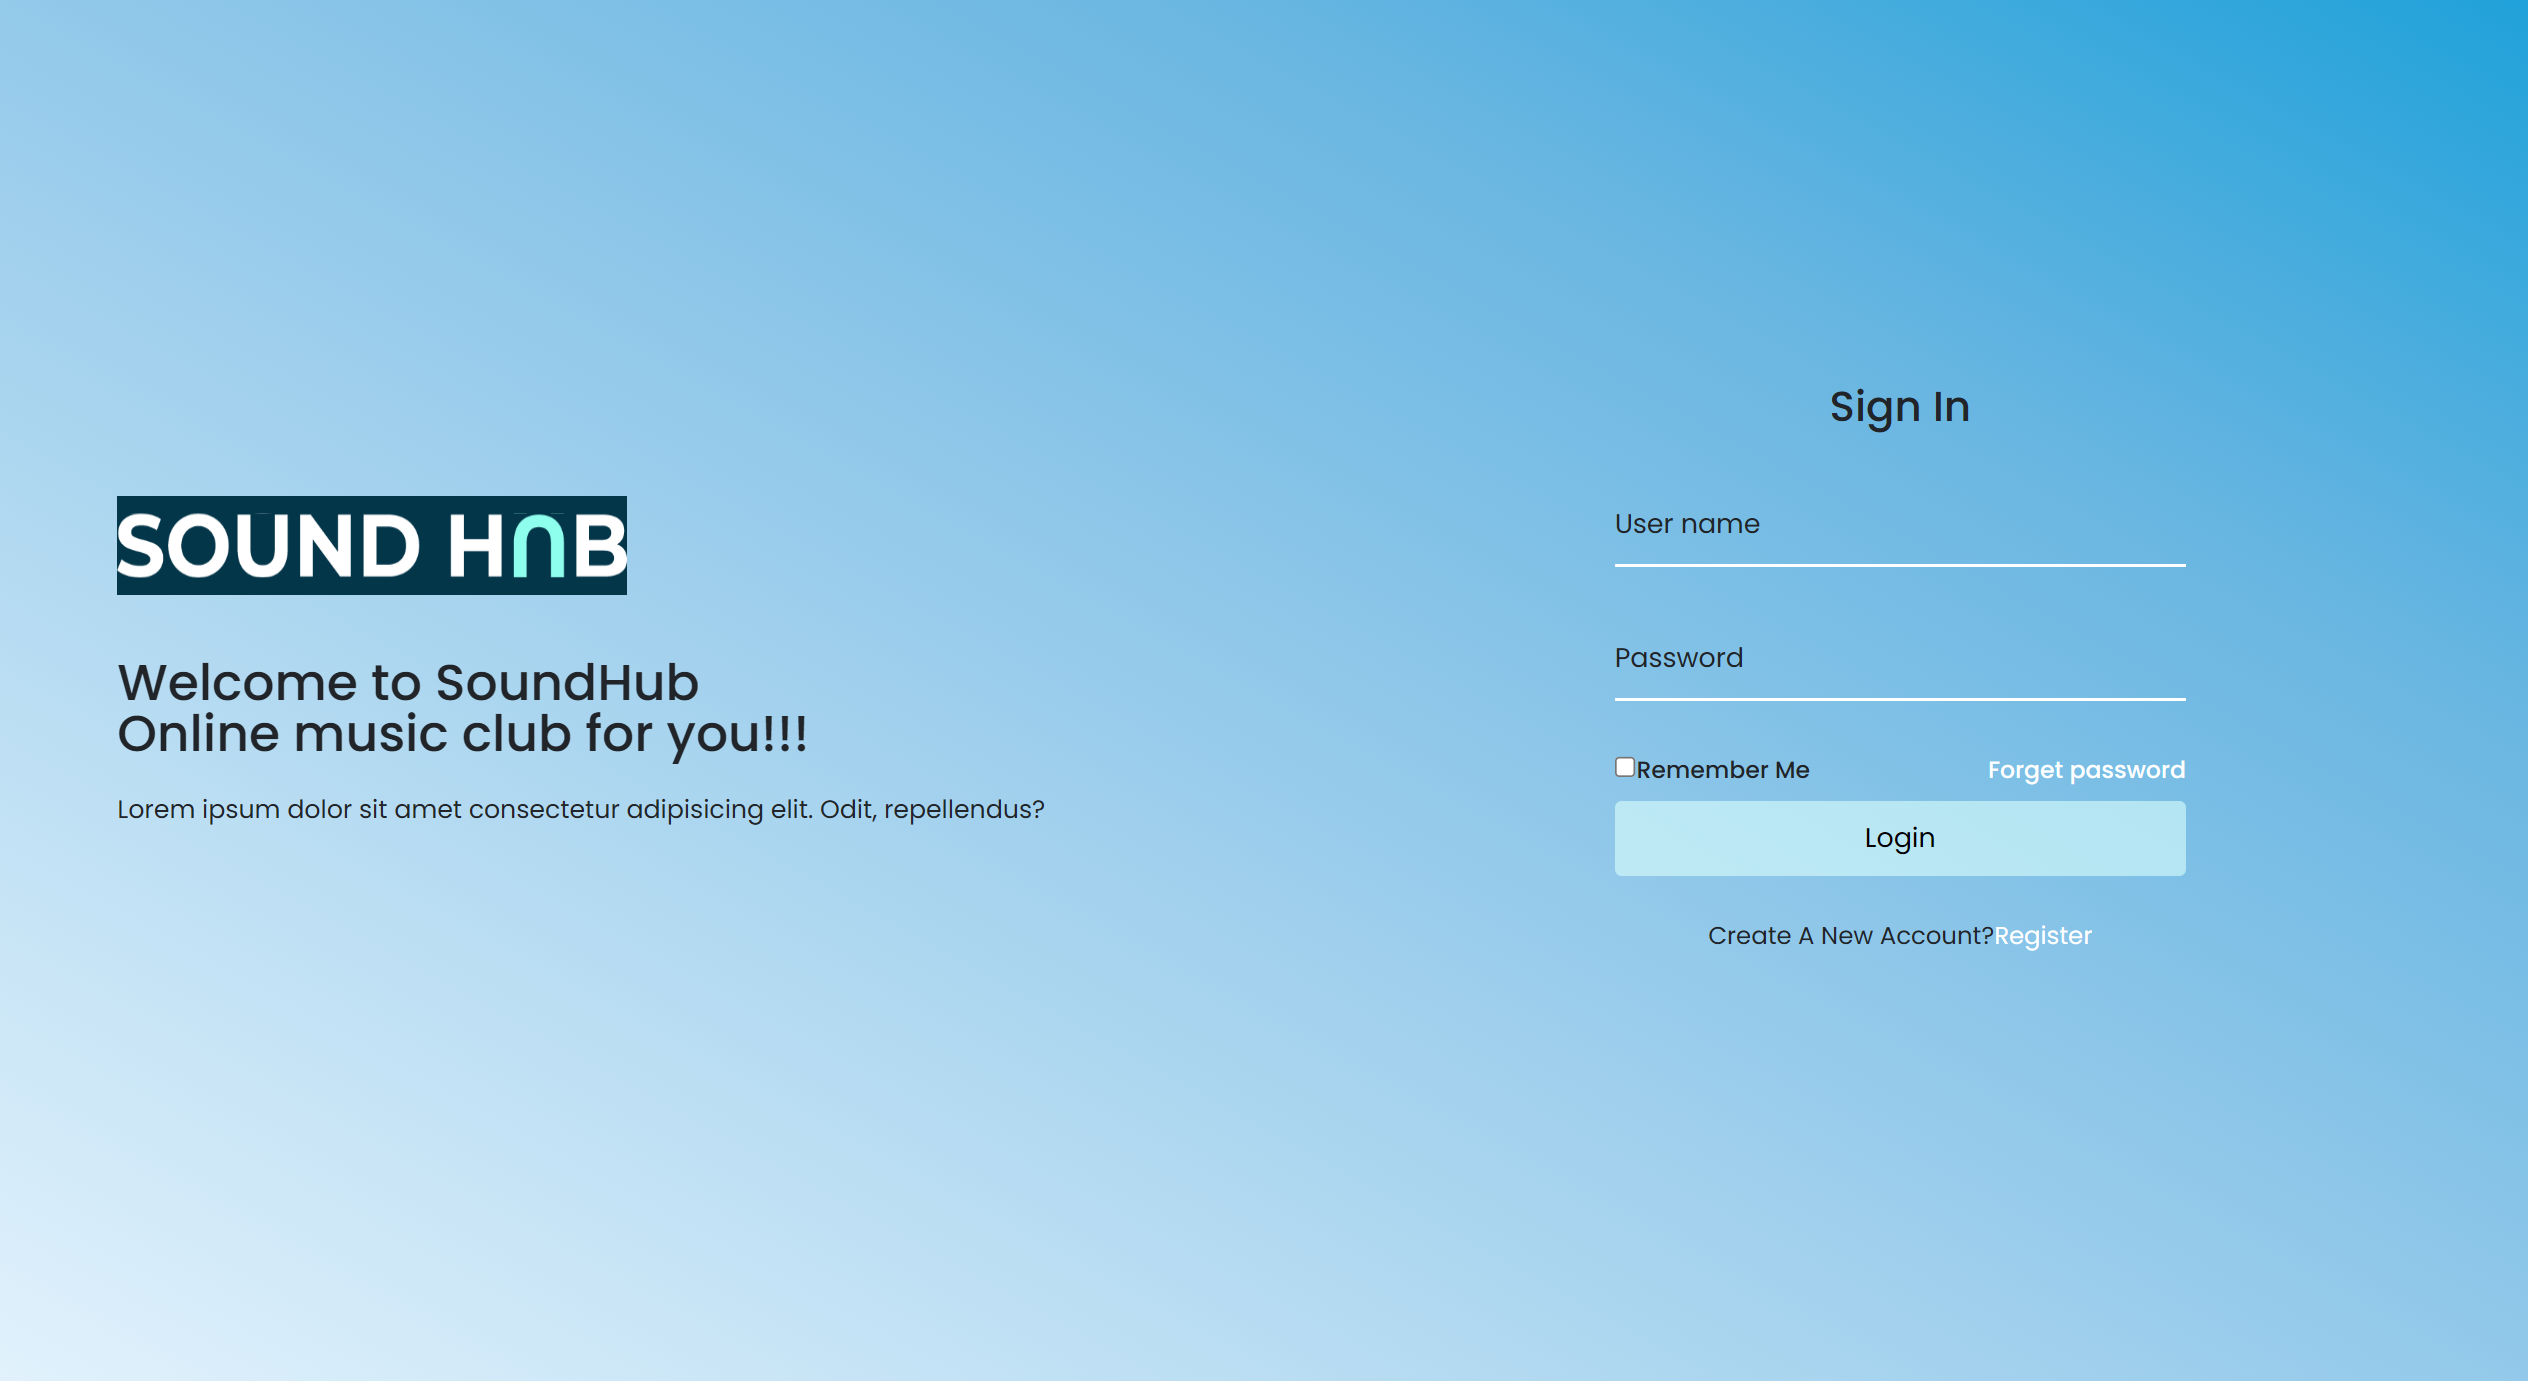 SOUND HUB
Welcome to SoundHub
Online music club for you!!!
Lorem ipsum dolor sit amet consectetur adipisicing elit. Odit, repellendus?
Sign In
User name
Password
Remember Me
Forget password
Login
Create A New Account?Register